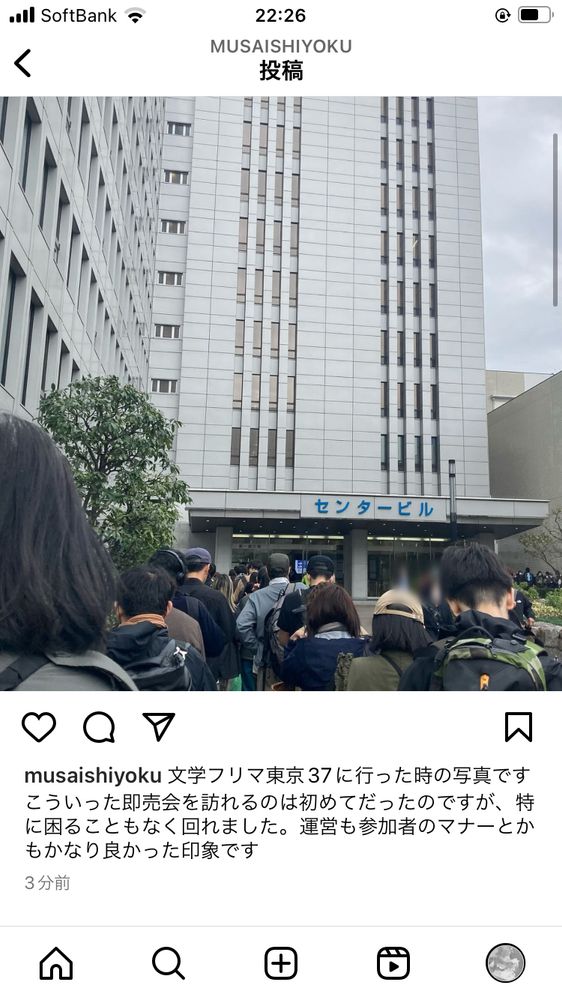 SoftBank 22:26
MUSAISHIYOKU
投稿
センタービル
musaishiyoku 文学フリマ東京37に行った時の写真です
こういった即売会を訪れるのは初めてだったのですが、特
に困ることもなく回れました。運営も参加者のマナーとか
もかなり良かった印象です
3分前